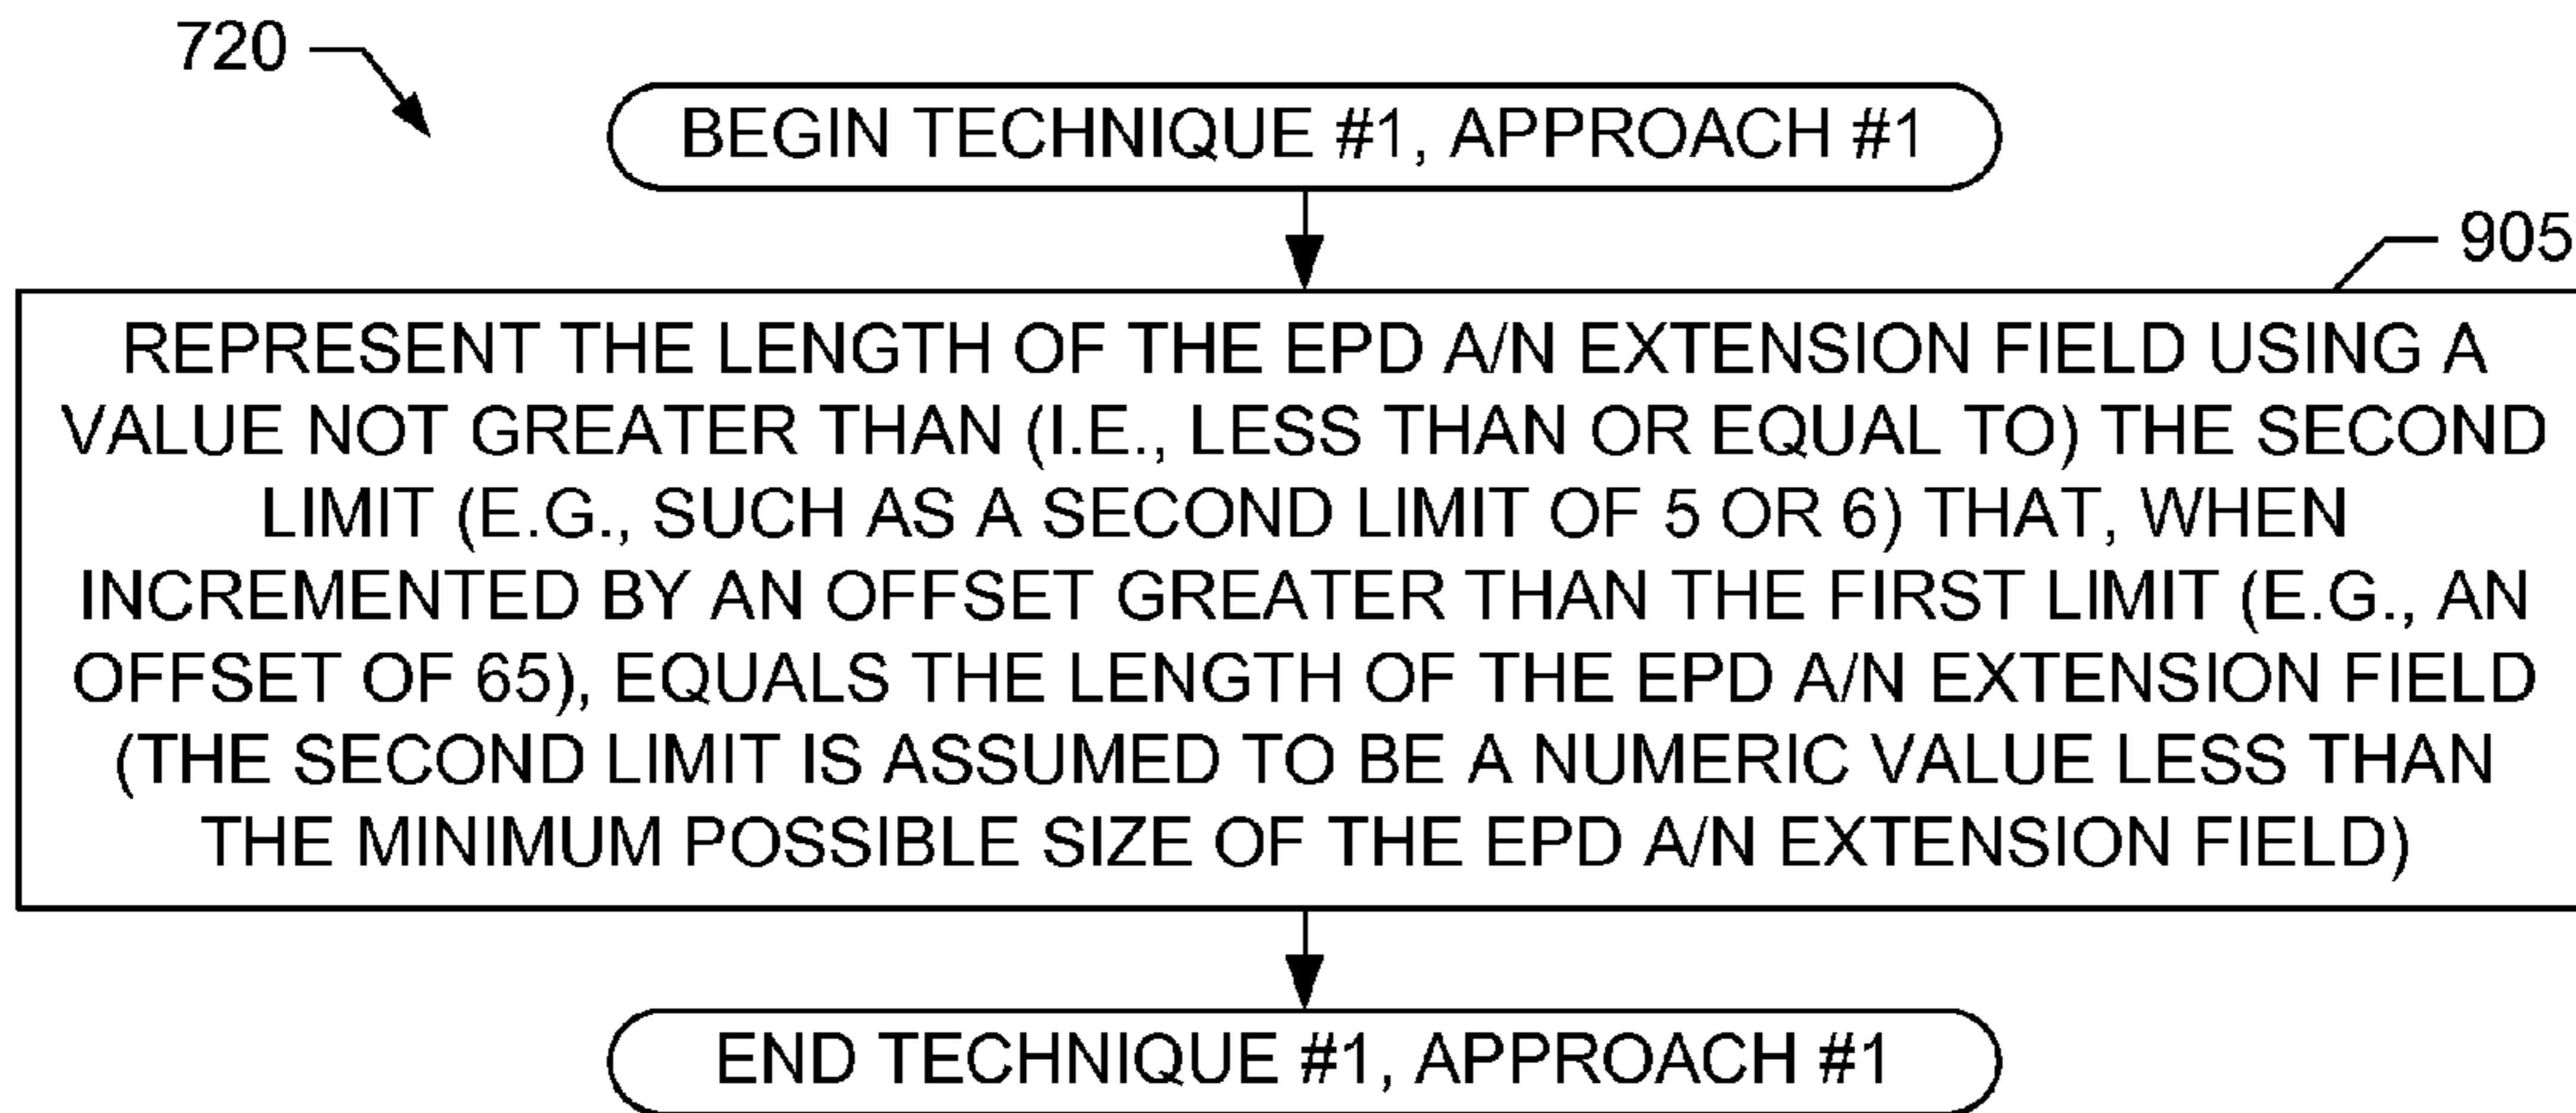 720
BEGIN TECHNIQUE #1, APPROACH #1
905
REPRESENT THE LENGTH OF THE EPD A/N EXTENSION FIELD USING A
VALUE NOT GREATER THAN (I.E., LESS THAN OR EQUAL TO) THE SECOND
LIMIT (E.G., SUCH AS A SECOND LIMIT OF 5 OR 6) THAT, WHEN
INCREMENTED BY AN OFFSET GREATER THAN THE FIRST LIMIT (E.G., AN
OFFSET OF 65), EQUALS THE LENGTH OF THE EPD A/N EXTENSION FIELD
(THE SECOND LIMIT IS ASSUMED TO BE A NUMERIC VALUE LESS THAN
THE MINIMUM POSSIBLE SIZE OF THE EPD A/N EXTENSION FIELD)
END TECHNIQUE #1, APPROACH #1